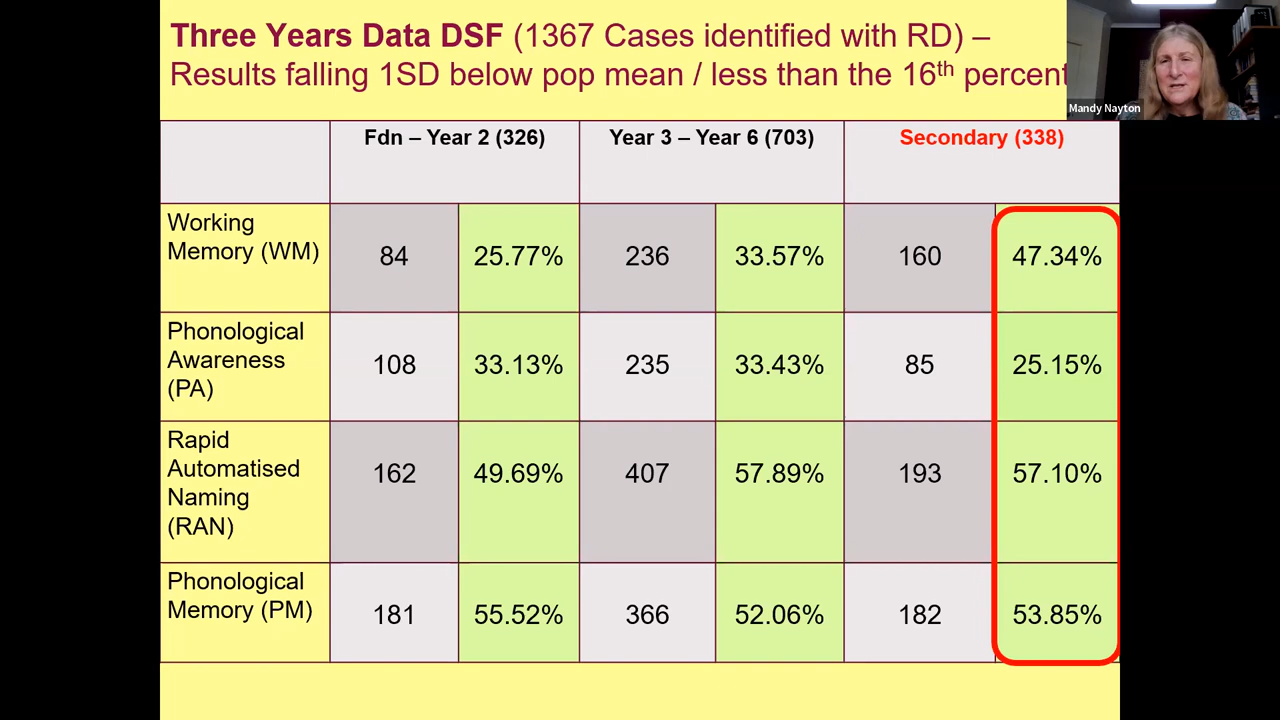 Three Years Data DSF (1367 Cases identified with RD) –
Results falling 1SD below pop mean / less than the 16th percent
Mandy Nayton
Fdn – Year 2 (326) Year 3 – Year 6 (703) Secondary (338)
Working
Memory (WM)
84 25.77% 236 33.57% 160 47.34%
Phonological
Awareness
(PA)
108 33.13% 235 33.43% 85 25.15%
Rapid
Automatised
Naming
(RAN)
162 49.69% 407 57.89% 193 57.10%
Phonological
Memory (PM)
181 55.52% 366 52.06% 182 53.85%